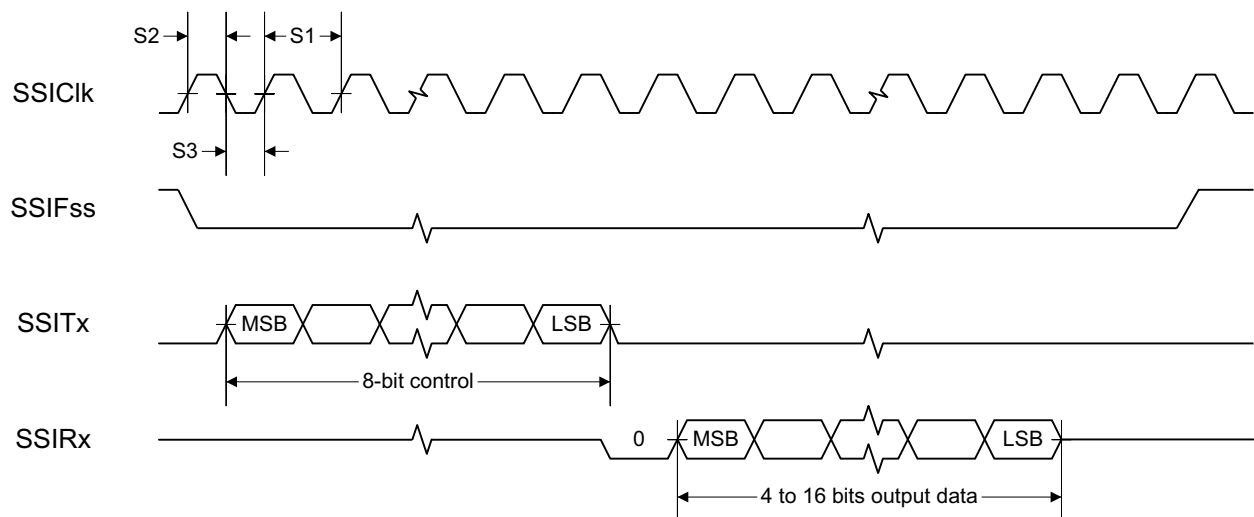 S2
S1
SSIClk
S3
SSIFss
SSITx
MSB
LSB
8-bit control
SSIRx
0
MSB
LSB
4 to 16 bits output data